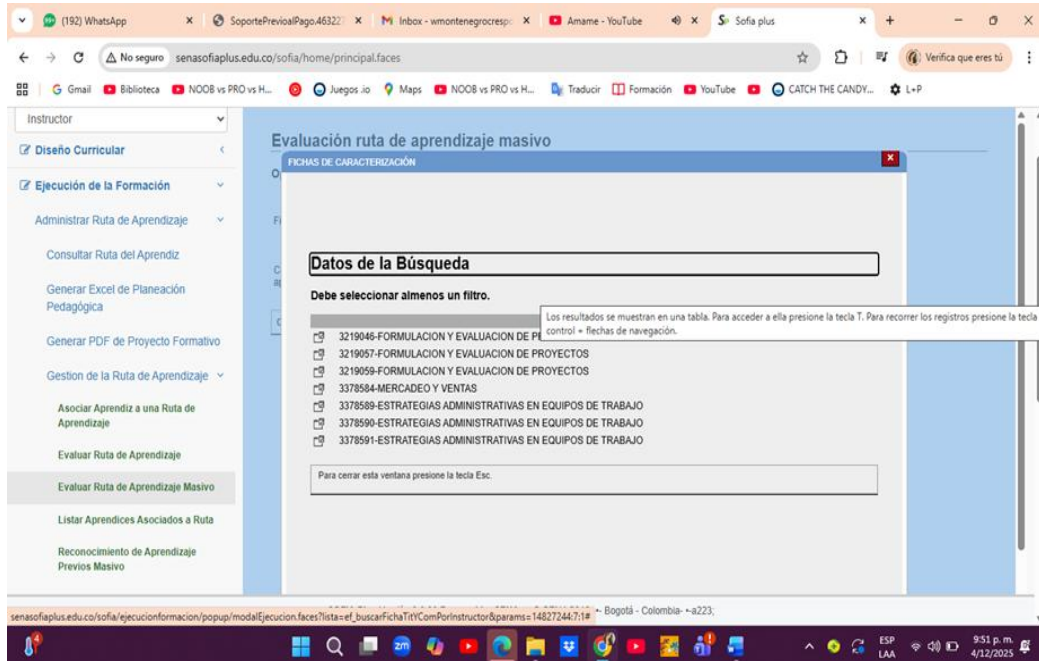 (192) WhatsApp
SoportePrevioalPago.46322
Inbox - wmontenegrocrespo
Amame - YouTube
Sofia plus
No seguro senasofiaplus.edu.co/sofia/home/principal.faces
Verifica que eres tú
Gmail Biblioteca NOOB vs PRO vs H... Juegos .io Maps NOOB vs PRO vs H... Traducir Formación YouTube CATCH THE CANDY... L+P
Instructor
Diseño Curricular
Ejecución de la Formación
Administrar Ruta de Aprendizaje
Consultar Ruta del Aprendiz
Generar Excel de Planeación
Pedagógica
Generar PDF de Proyecto Formativo
Gestion de la Ruta de Aprendizaje
Asociar Aprendiz a una Ruta de
Aprendizaje
Evaluar Ruta de Aprendizaje
Evaluar Ruta de Aprendizaje Masivo
Listar Aprendices Asociados a Ruta
Reconocimiento de Aprendizaje
Previos Masivo
Evaluación ruta de aprendizaje masivo
FICHAS DE CARACTERIZACIÓN
Datos de la Búsqueda
Debe seleccionar almenos un filtro.
Los resultados se muestran en una tabla. Para acceder a ella presione la tecla T. Para recorrer los registros presione la tecla
control + flechas de navegación.
3219046-FORMULACION Y EVALUACION DE
3219057-FORMULACION Y EVALUACION DE PROYECTOS
3219059-FORMULACION Y EVALUACION DE PROYECTOS
3378584-MERCADEO Y VENTAS
3378589-ESTRATEGIAS ADMINISTRATIVAS EN EQUIPOS DE TRABAJO
3378590-ESTRATEGIAS ADMINISTRATIVAS EN EQUIPOS DE TRABAJO
3378591-ESTRATEGIAS ADMINISTRATIVAS EN EQUIPOS DE TRABAJO
Para cerrar esta ventana presione la tecla Esc.
senasofiaplus.edu.co/sofia/ejecucionformacion/popup/modalEjecucion.faces?lista=ef_buscarFichaTitYComPorInstructor&params=14827244:7:1#
Bogotá - Colombia- +-a223;
ESP
LAA
9:51 p. m.
4/12/2025